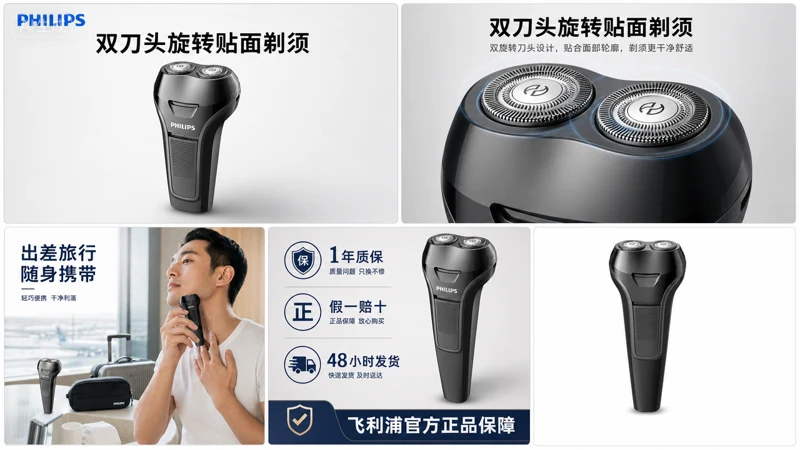 PHILIPS
双刀头旋转贴面剃须
PHILIPS
双刀头旋转贴面剃须
双旋转刀头设计，贴合面部轮廓，剃须更干净舒适
出差旅行
随身携带
轻巧便携 干净利落
PHILIPS
保
1年质保
质量问题 只换不修
正
假一赔十
正品保障 放心购买
48小时发货
快速发货 及时送达
PHILIPS
飞利浦官方正品保障